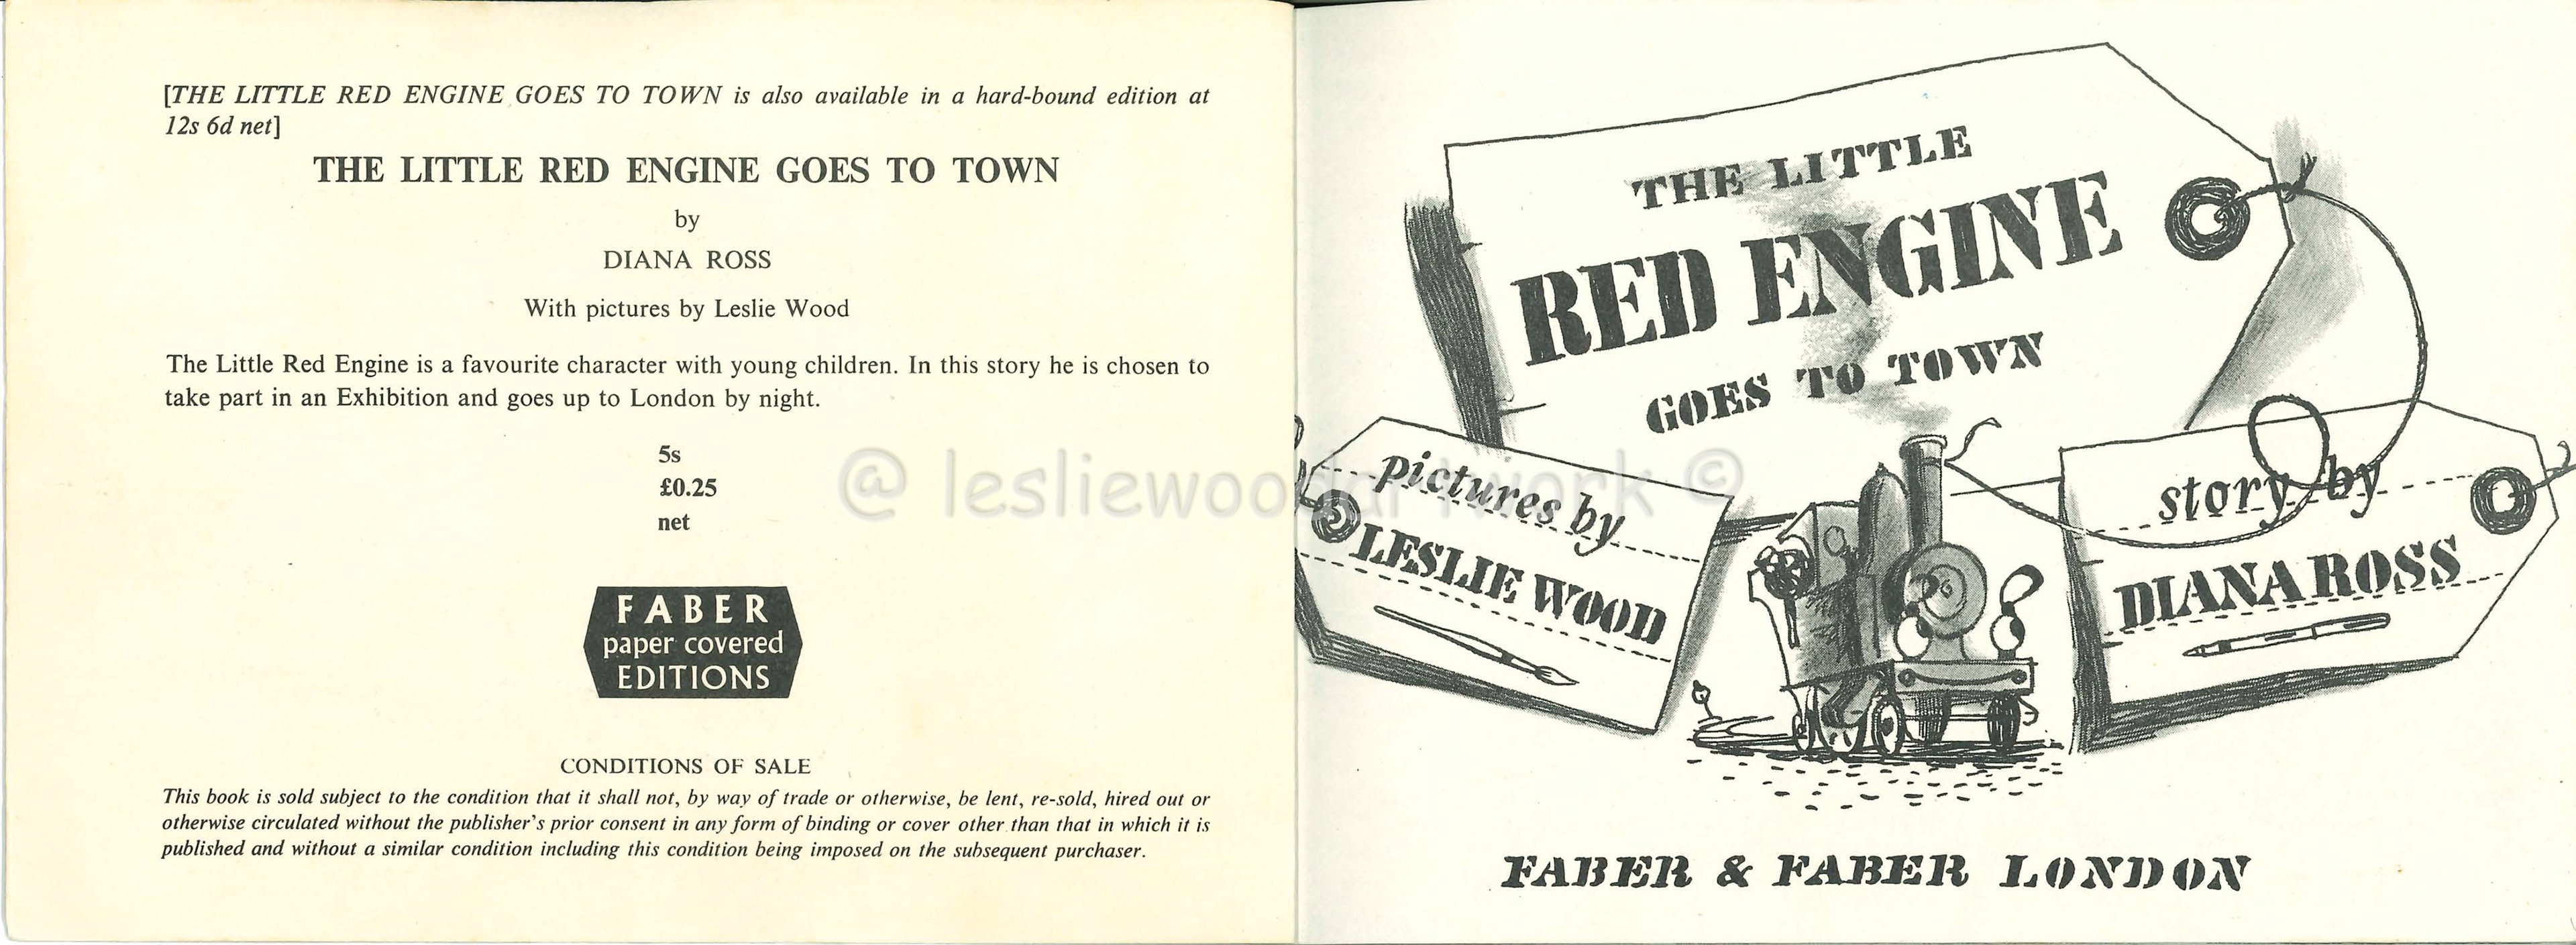 [THE LITTLE RED ENGINE GOES TO TOWN is also available in a hard-bound edition at
12s 6d net]
THE LITTLE RED ENGINE GOES TO TOWN
by
DIANA ROSS
With pictures by Leslie Wood
The Little Red Engine is a favourite character with young children. In this story he is chosen to
take part in an Exhibition and goes up to London by night.
5s
£0.25
net
FABER
paper covered
EDITIONS
CONDITIONS OF SALE
This book is sold subject to the condition that it shall not, by way of trade or otherwise, be lent, re-sold, hired out or
otherwise circulated without the publisher's prior consent in any form of binding or cover other than that in which it is
published and without a similar condition including this condition being imposed on the subsequent purchaser.
@ lesliewoodartwork ©
THE LITTLE
RED ENGINE
GOES TO TOWN
pictures by
LESLIE WOOD
story by
DIANA ROSS
FABER & FABER LONDON